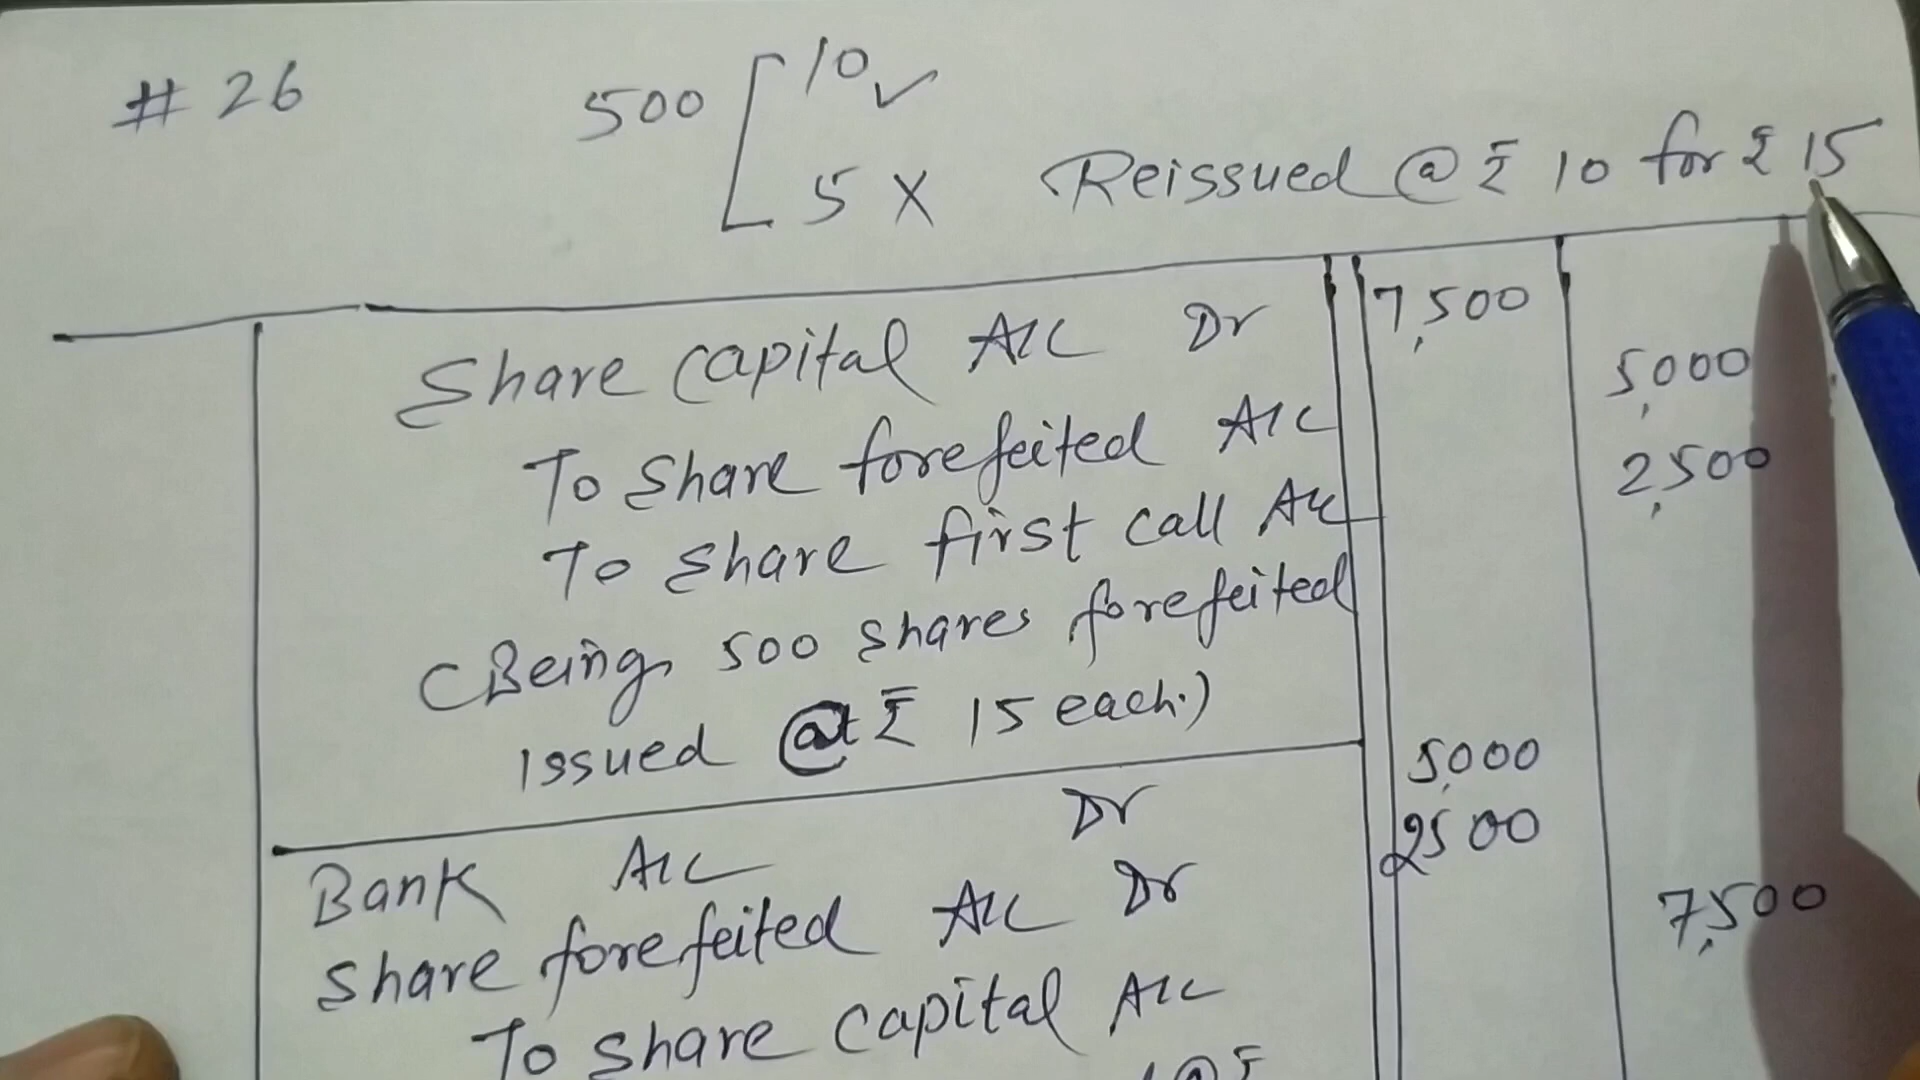 # 26
500 [ 10 ✓
5 X Reissued @ ₹ 10 for ₹ 15
Share capital A/C Dr 7,500
To Share forefeited A/C 5,000
To Share first call A/c 2,500
(Being 500 shares forefeited
issued @ ₹ 15 each.)
Bank A/C Dr 5,000
Share forefeited A/C Dr 2500
To Share Capital A/C 7,500
@ ₹